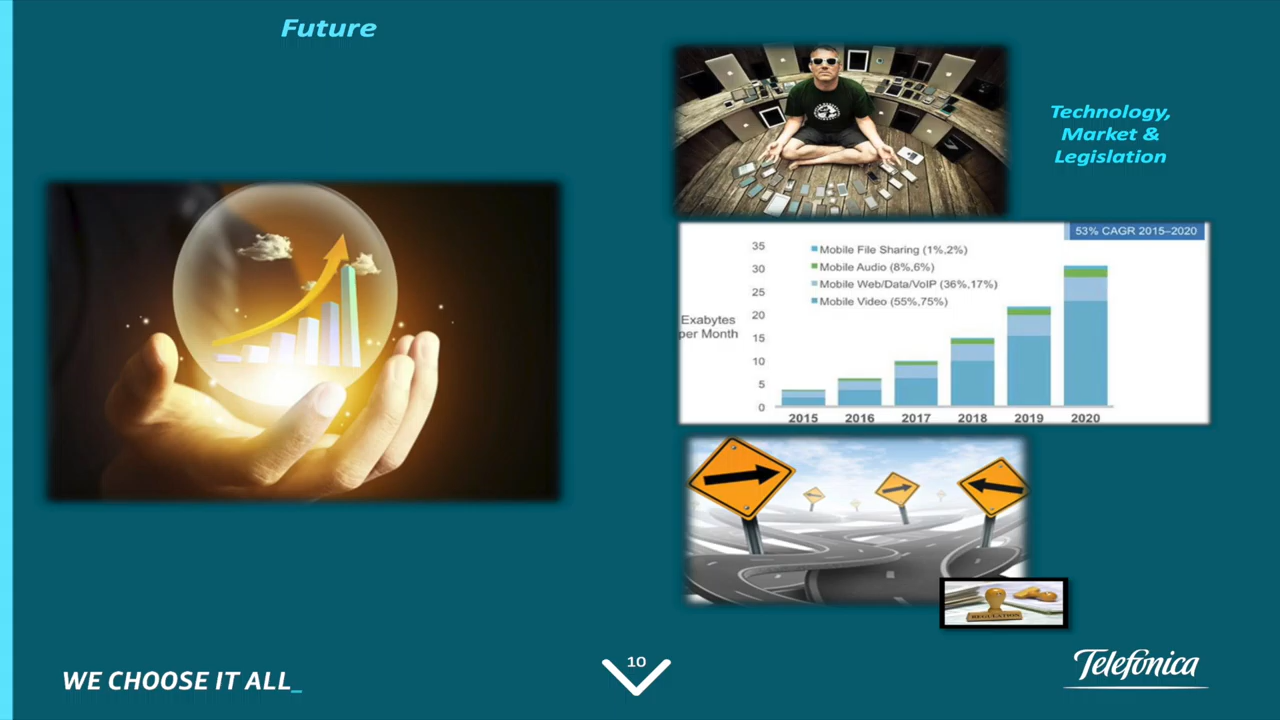 Future
Technology,
Market &
Legislation
53% CAGR 2015–2020
35
30
25
20
15
10
5
0
Exabytes
per Month
Mobile File Sharing (1%,2%)
Mobile Audio (8%,6%)
Mobile Web/Data/VoIP (36%,17%)
Mobile Video (55%,75%)
2015 2016 2017 2018 2019 2020
REGULATION
WE CHOOSE IT ALL_
10
Telefónica